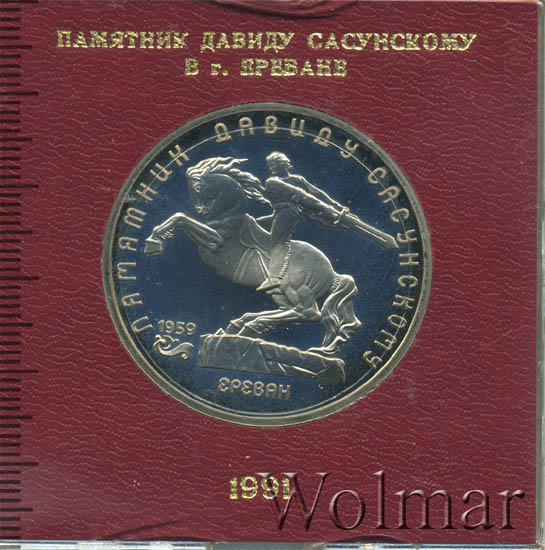 ПАМЯТНИК ДАВИДУ САСУНСКОМУ
В г. ЕРЕВАНЕ
ПАМЯТНИК ДАВИДУ САСУНСКОМУ
1959
ЕРЕВАН
1991
Wolmar